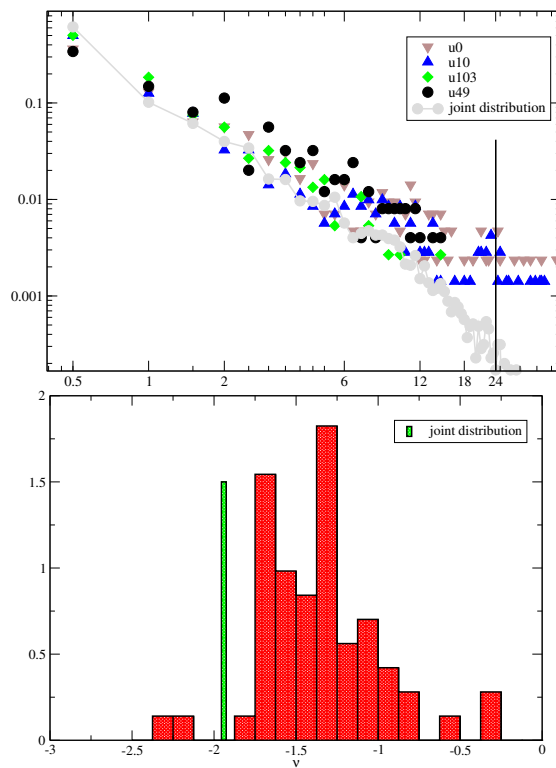 0.1
0.01
0.001
u0
u10
u103
u49
joint distribution
0.5 1 2 6 12 18 24
2
1.5
1
0.5
0
joint distribution
-3 -2.5 -2 -1.5 -1 -0.5 0
ν